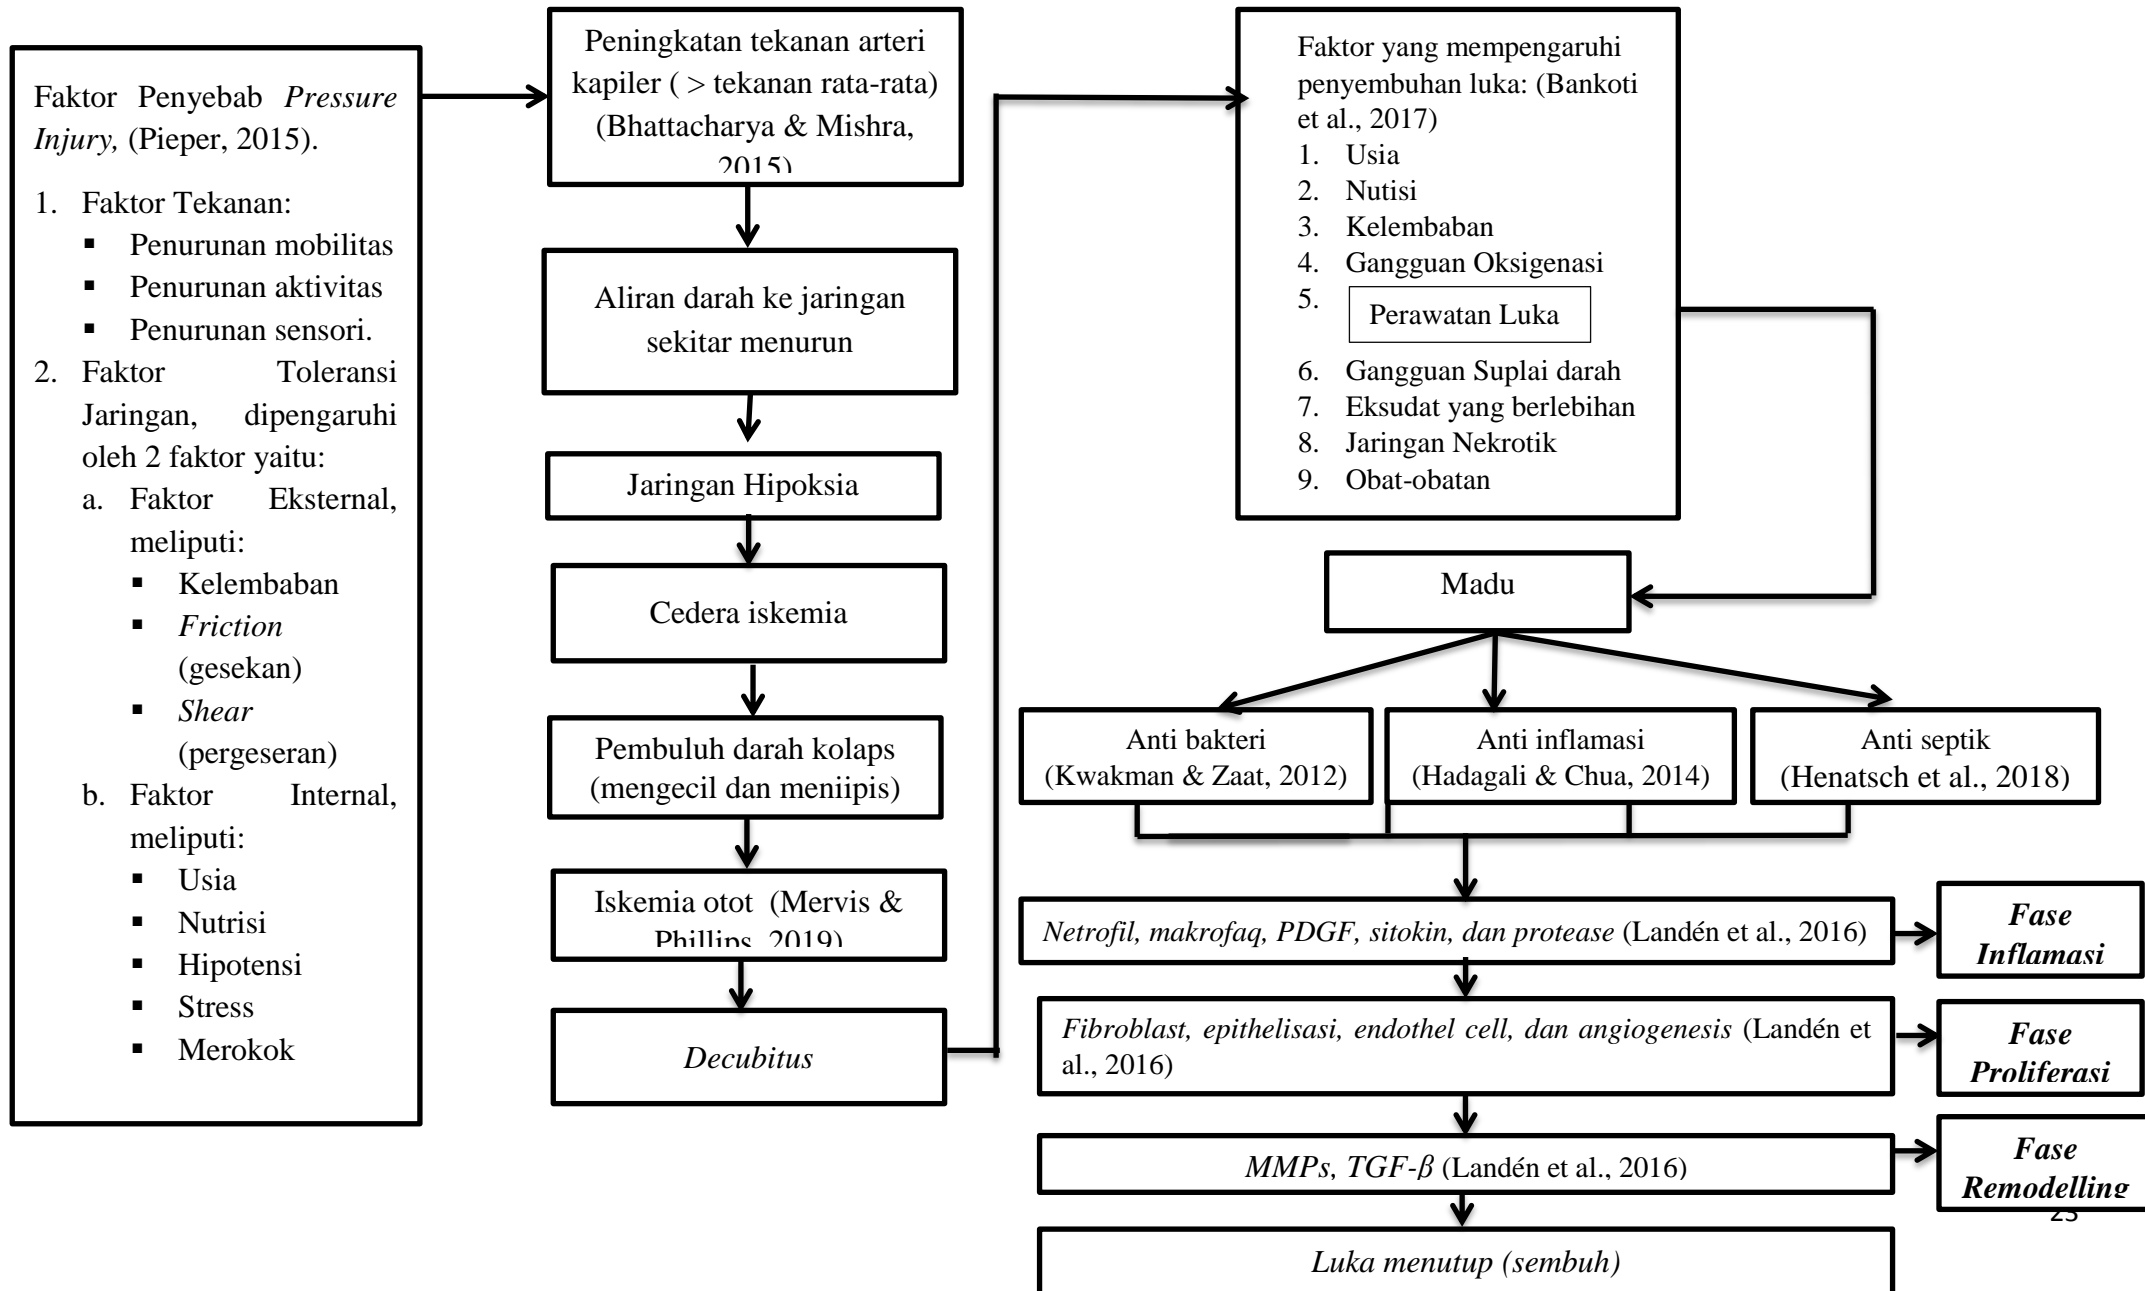 Faktor Penyebab Pressure
Injury, (Pieper, 2015).
1. Faktor Tekanan:
▪ Penurunan mobilitas
▪ Penurunan aktivitas
▪ Penurunan sensori.
2. Faktor Toleransi
Jaringan, dipengaruhi
oleh 2 faktor yaitu:
a. Faktor Eksternal,
meliputi:
▪ Kelembaban
▪ Friction
(gesekan)
▪ Shear
(pergeseran)
b. Faktor Internal,
meliputi:
▪ Usia
▪ Nutrisi
▪ Hipotensi
▪ Stress
▪ Merokok
Peningkatan tekanan arteri
kapiler ( > tekanan rata-rata)
(Bhattacharya & Mishra,
2015)
Aliran darah ke jaringan
sekitar menurun
Jaringan Hipoksia
Cedera iskemia
Pembuluh darah kolaps
(mengecil dan meniipis)
Iskemia otot (Mervis &
Phillips, 2019)
Decubitus
Faktor yang mempengaruhi
penyembuhan luka: (Bankoti
et al., 2017)
1. Usia
2. Nutisi
3. Kelembaban
4. Gangguan Oksigenasi
5. Perawatan Luka
6. Gangguan Suplai darah
7. Eksudat yang berlebihan
8. Jaringan Nekrotik
9. Obat-obatan
Madu
Anti bakteri
(Kwakman & Zaat, 2012)
Anti inflamasi
(Hadagali & Chua, 2014)
Anti septik
(Henatsch et al., 2018)
Netrofil, makrofaq, PDGF, sitokin, dan protease (Landén et al., 2016)
Fase
Inflamasi
Fibroblast, epithelisasi, endothel cell, dan angiogenesis (Landén et
al., 2016)
Fase
Proliferasi
MMPs, TGF-β (Landén et al., 2016)
Fase
Remodelling
Luka menutup (sembuh)